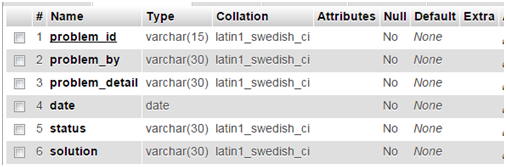 # Name Type Collation Attributes Null Default Extra
1 problem_id varchar(15) latin1_swedish_ci No None
2 problem_by varchar(30) latin1_swedish_ci No None
3 problem_detail varchar(30) latin1_swedish_ci No None
4 date date No None
5 status varchar(30) latin1_swedish_ci No None
6 solution varchar(30) latin1_swedish_ci No None